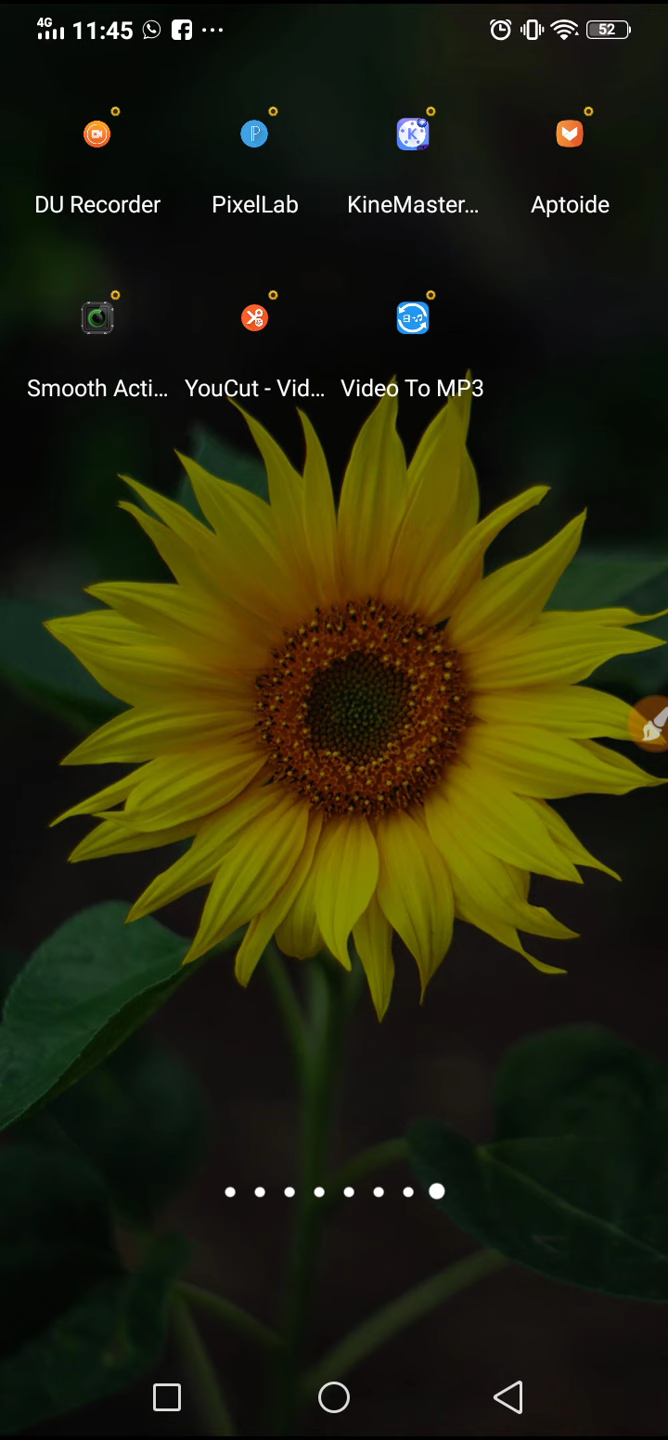 4G 11:45 52
DU Recorder PixelLab KineMaster... Aptoide
Smooth Acti... YouCut - Vid... Video To MP3